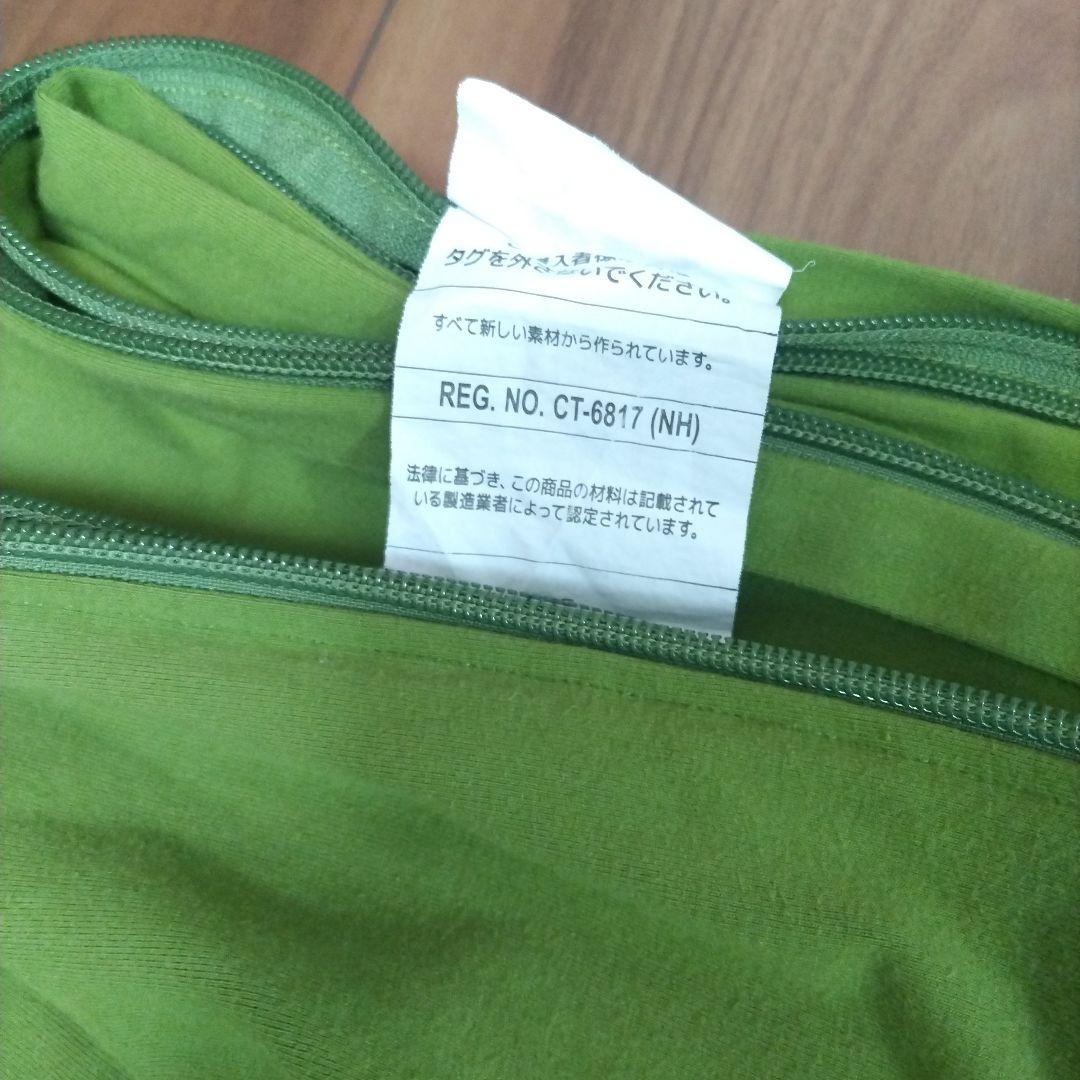 入者
タグを外さないでください。
すべて新しい素材から作られています。
REG. NO. CT-6817 (NH)
法律に基づき、この商品の材料は記載されて
いる製造業者によって認定されています。